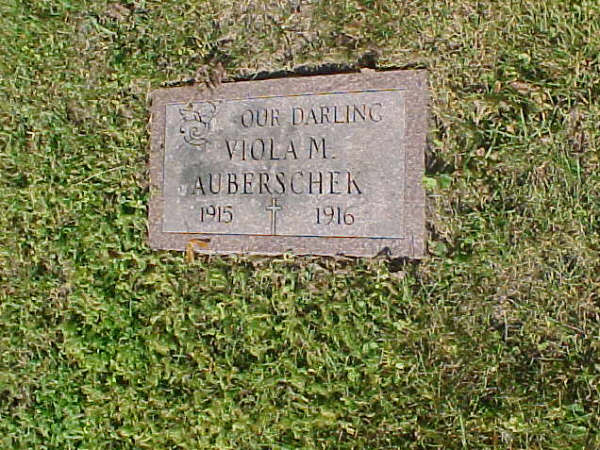 OUR DARLING
VIOLA M.
AUBERSCHEK
1915 1916